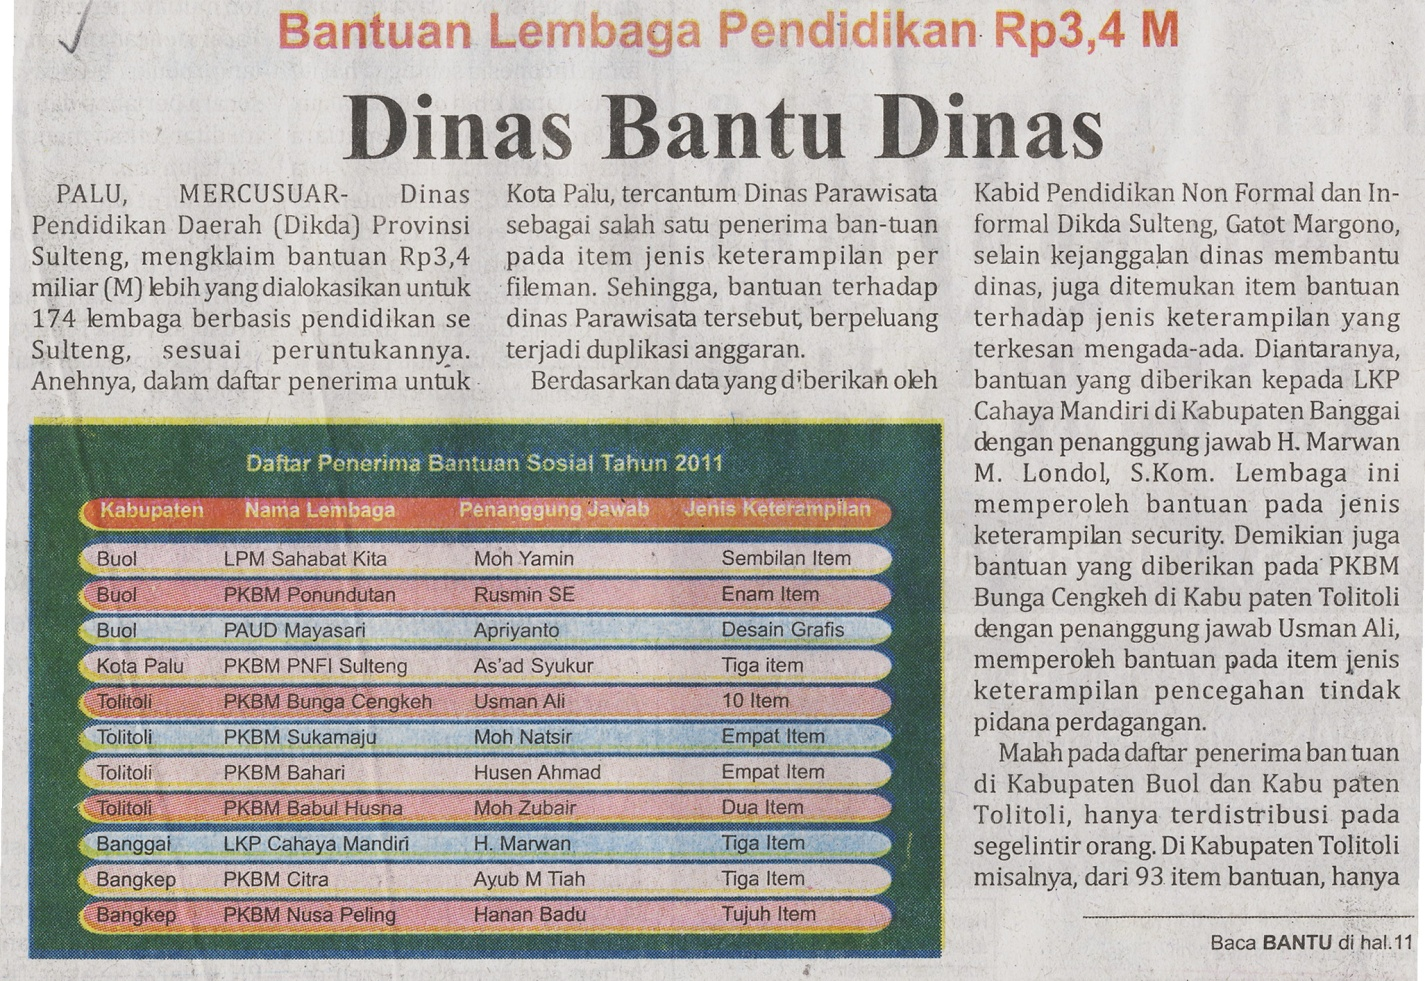 Bantuan Lembaga Pendidikan Rp3,4 M
Dinas Bantu Dinas
PALU, MERCUSUAR- Dinas
Pendidikan Daerah (Dikda) Provinsi
Sulteng, mengklaim bantuan Rp3,4
miliar (M) lebih yang dialokasikan untuk
174 lembaga berbasis pendidikan se
Sulteng, sesuai peruntukannya.
Anehnya, dalam daftar penerima untuk
Kota Palu, tercantum Dinas Parawisata
sebagai salah satu penerima ban-tuan
pada item jenis keterampilan per
fileman. Sehingga, bantuan terhadap
dinas Parawisata tersebut, berpeluang
terjadi duplikasi anggaran.
Berdasarkan data yang diberikan oleh
Kabid Pendidikan Non Formal dan In-
formal Dikda Sulteng, Gatot Margono,
selain kejanggalan dinas membantu
dinas, juga ditemukan item bantuan
terhadap jenis keterampilan yang
terkesan mengada-ada. Diantaranya,
bantuan yang diberikan kepada LKP
Cahaya Mandiri di Kabupaten Banggai
dengan penanggung jawab H. Marwan
M. Londol, S.Kom. Lembaga ini
memperoleh bantuan pada jenis
keterampilan security. Demikian juga
bantuan yang diberikan pada PKBM
Bunga Cengkeh di Kabu paten Tolitoli
dengan penanggung jawab Usman Ali,
memperoleh bantuan pada item jenis
keterampilan pencegahan tindak
pidana perdagangan.
Malah pada daftar penerima ban tuan
di Kabupaten Buol dan Kabu paten
Tolitoli, hanya terdistribusi pada
segelintir orang. Di Kabupaten Tolitoli
misalnya, dari 93 item bantuan, hanya
Baca BANTU di hal.11
Daftar Penerima Bantuan Sosial Tahun 2011
Kabupaten Nama Lembaga Penanggung Jawab Jenis Keterampilan
Buol LPM Sahabat Kita Moh Yamin Sembilan Item
Buol PKBM Ponundutan Rusmin SE Enam Item
Buol PAUD Mayasari Apriyanto Desain Grafis
Kota Palu PKBM PNFI Sulteng As'ad Syukur Tiga item
Tolitoli PKBM Bunga Cengkeh Usman Ali 10 Item
Tolitoli PKBM Sukamaju Moh Natsir Empat Item
Tolitoli PKBM Bahari Husen Ahmad Empat Item
Tolitoli PKBM Babul Husna Moh Zubair Dua Item
Banggai LKP Cahaya Mandiri H. Marwan Tiga Item
Bangkep PKBM Citra Ayub M Tiah Tiga Item
Bangkep PKBM Nusa Peling Hanan Badu Tujuh Item